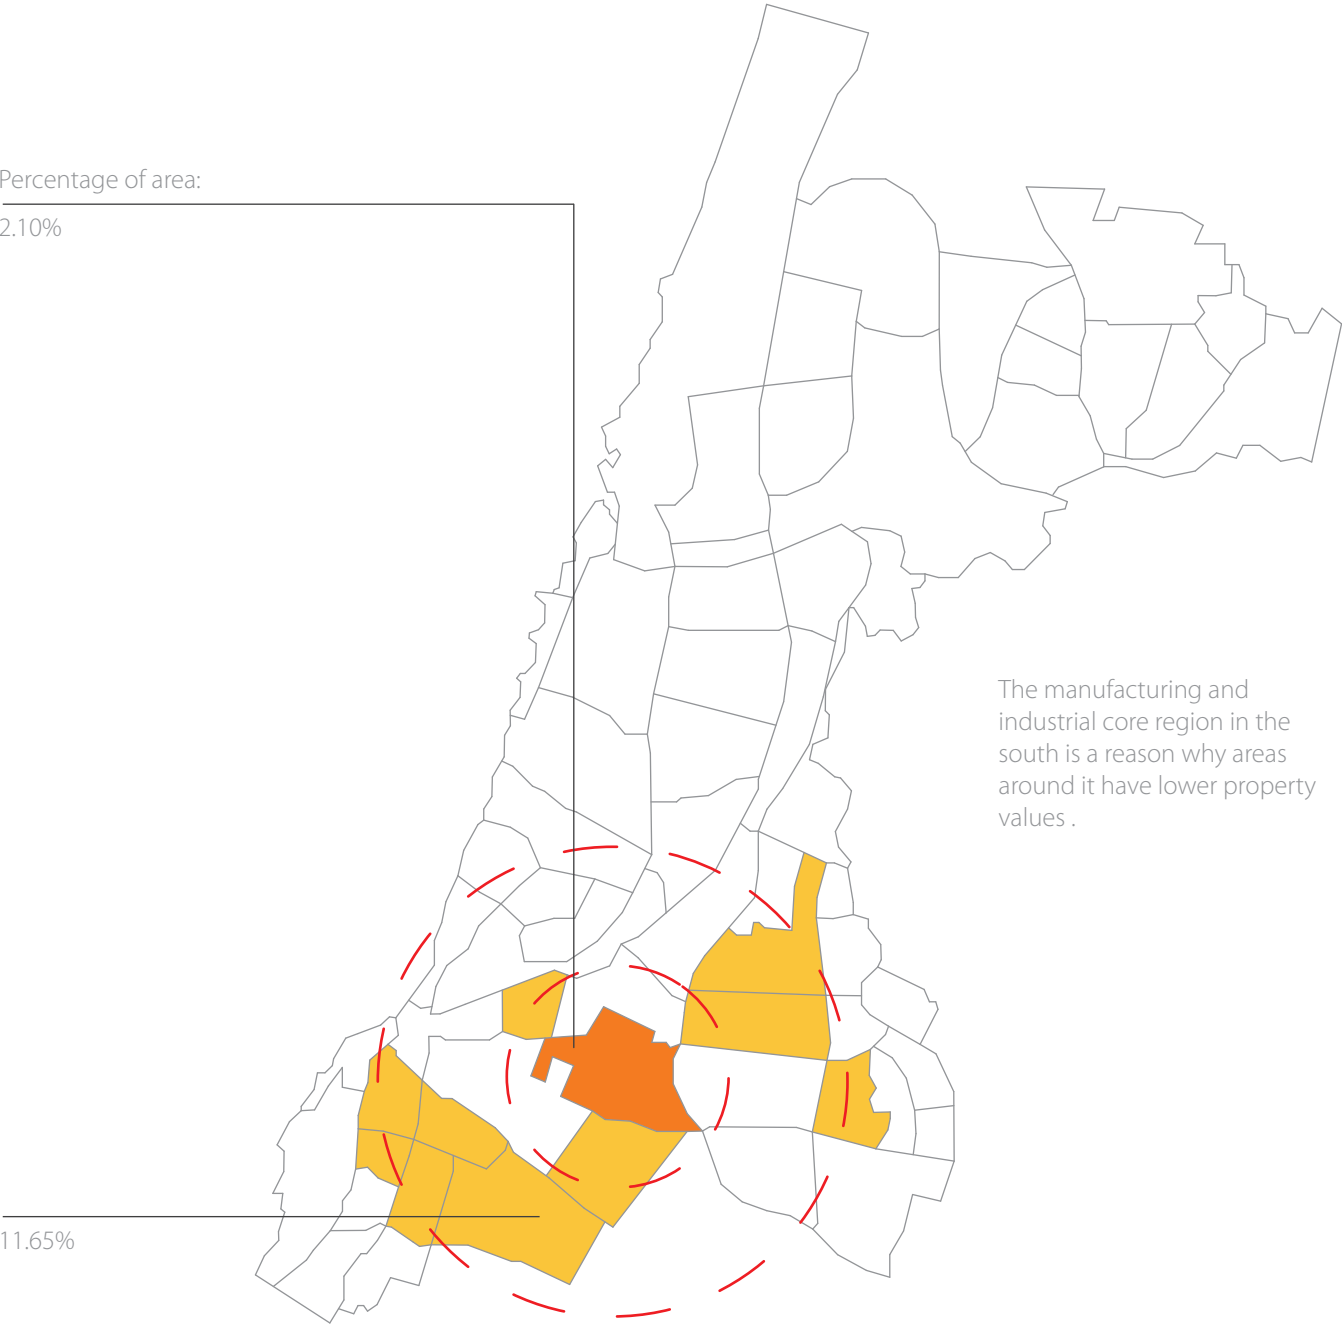 Percentage of area:
2.10%
The manufacturing and
industrial core region in the
south is a reason why areas
around it have lower property
values .
11.65%